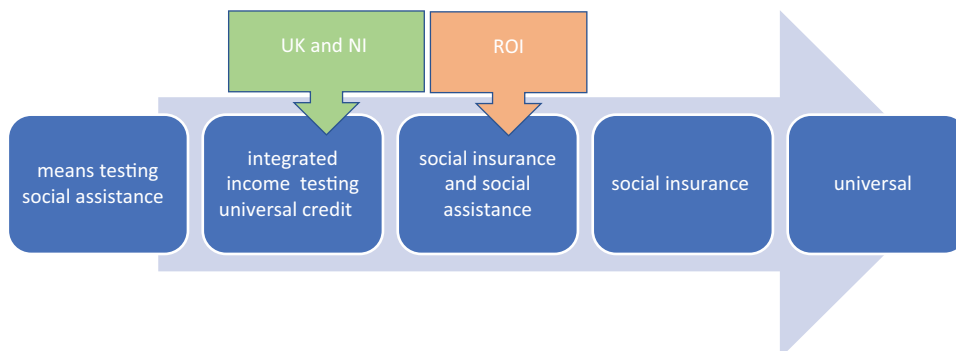 UK and NI
ROI
means testing
social assistance
integrated
income testing
universal credit
social insurance
and social
assistance
social insurance
universal